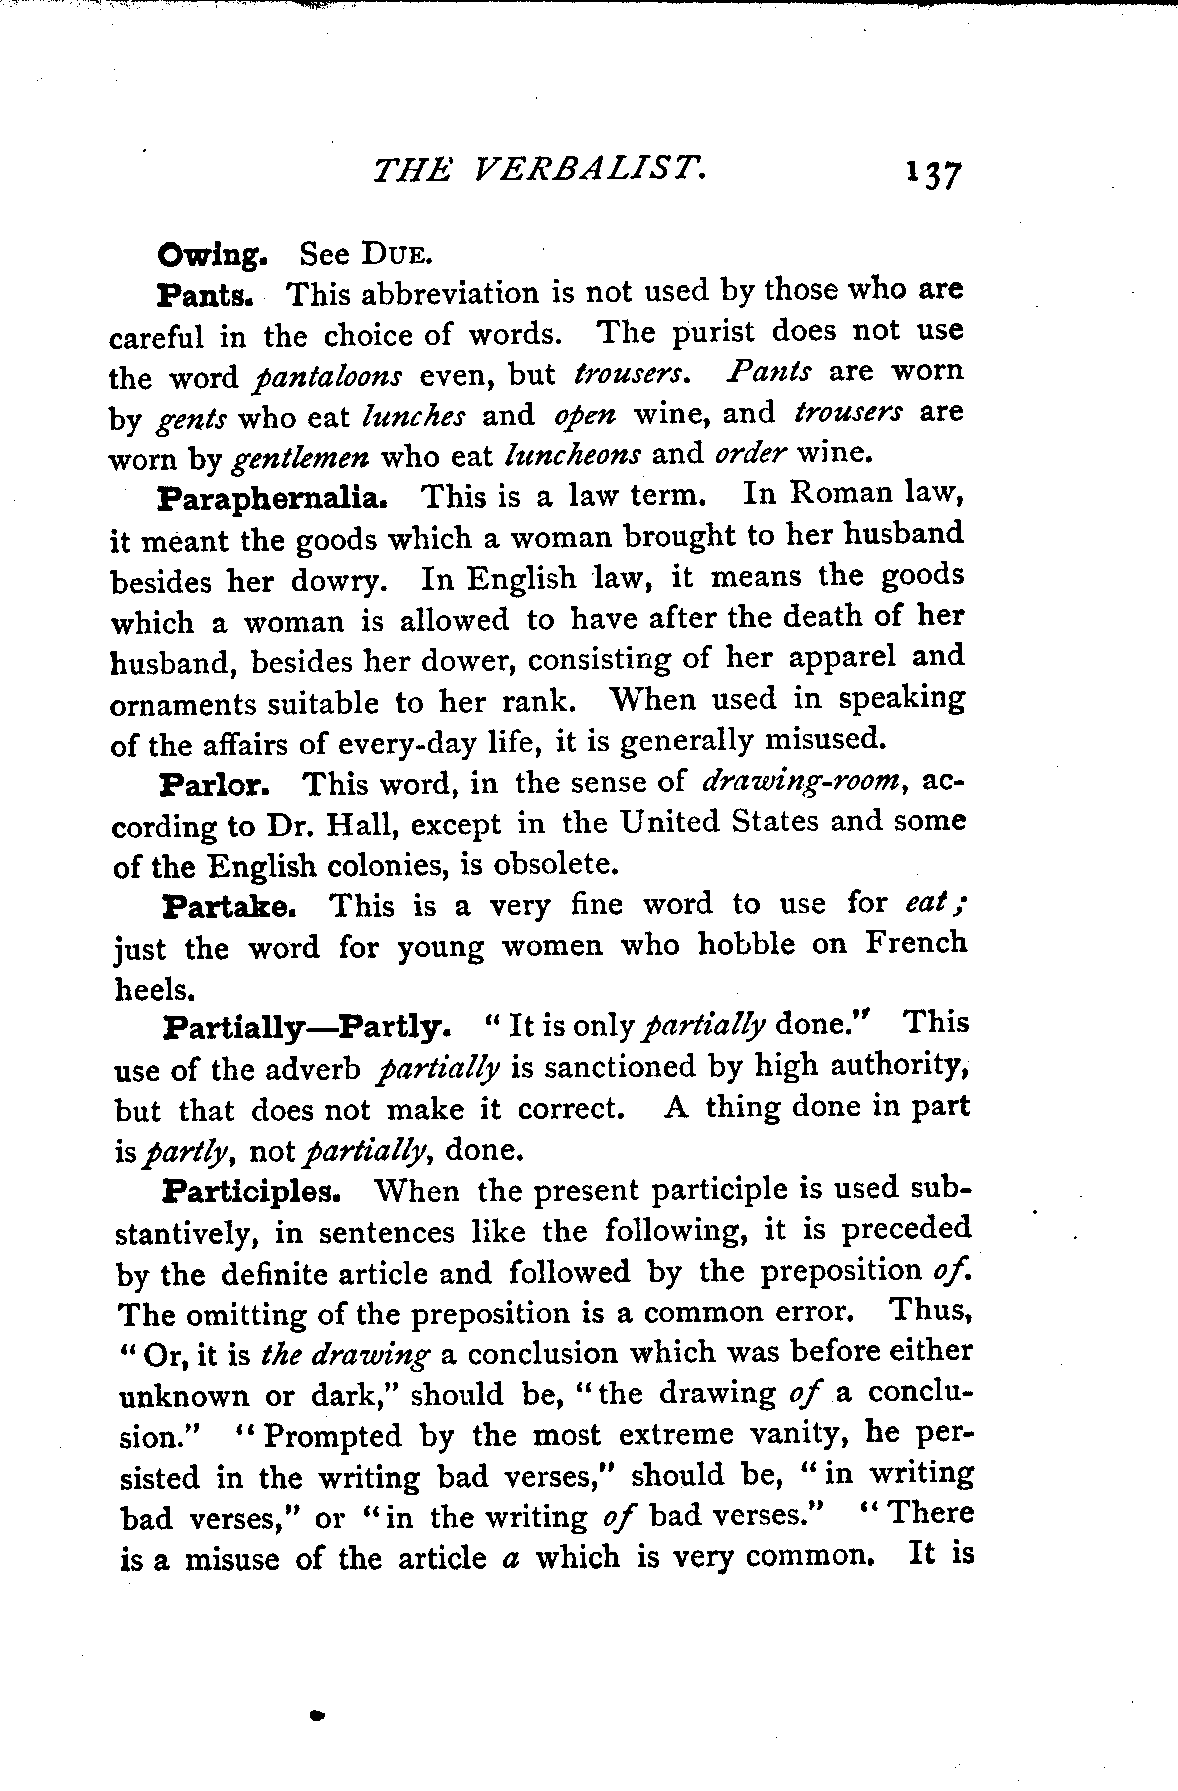 THE VERBALIST. 137
Owing. See DUE.
Pants. This abbreviation is not used by those who are
careful in the choice of words. The purist does not use
the word pantaloons even, but trousers. Pants are worn
by gents who eat lunches and open wine, and trousers are
worn by gentlemen who eat luncheons and order wine.
Paraphernalia. This is a law term. In Roman law,
it meant the goods which a woman brought to her husband
besides her dowry. In English law, it means the goods
which a woman is allowed to have after the death of her
husband, besides her dower, consisting of her apparel and
ornaments suitable to her rank. When used in speaking
of the affairs of every-day life, it is generally misused.
Parlor. This word, in the sense of drawing-room, ac-
cording to Dr. Hall, except in the United States and some
of the English colonies, is obsolete.
Partake. This is a very fine word to use for eat;
just the word for young women who hobble on French
heels.
Partially—Partly. "It is only partially done." This
use of the adverb partially is sanctioned by high authority,
but that does not make it correct. A thing done in part
is partly, not partially, done.
Participles. When the present participle is used sub-
stantively, in sentences like the following, it is preceded
by the definite article and followed by the preposition of.
The omitting of the preposition is a common error. Thus,
"Or, it is the drawing a conclusion which was before either
unknown or dark," should be, "the drawing of a conclu-
sion." "Prompted by the most extreme vanity, he per-
sisted in the writing bad verses," should be, "in writing
bad verses," or "in the writing of bad verses." "There
is a misuse of the article a which is very common. It is